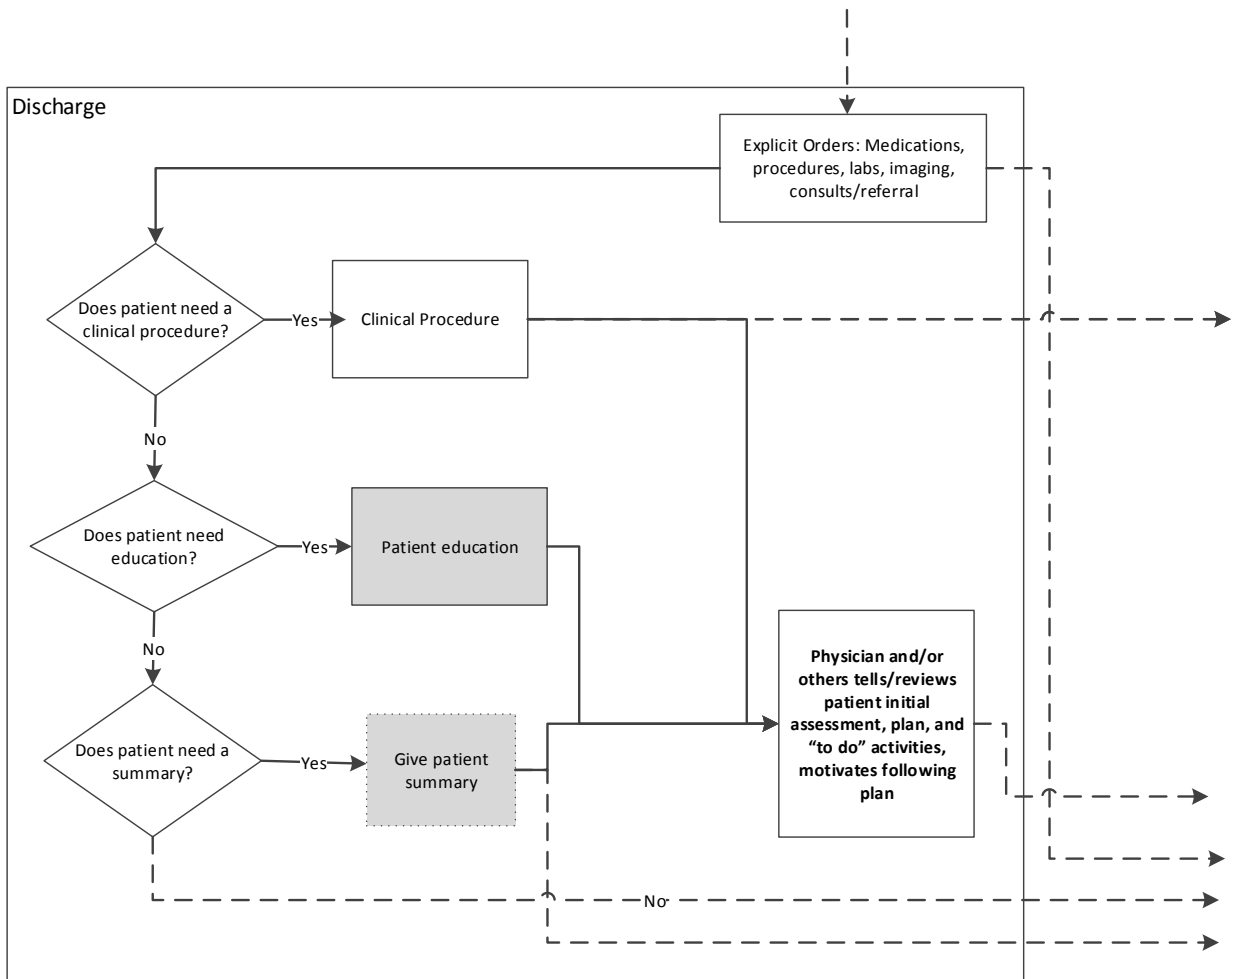 Discharge
Explicit Orders: Medications,
procedures, labs, imaging,
consults/referral
Does patient need a
clinical procedure?
Yes
Clinical Procedure
No
Does patient need
education?
Yes
Patient education
No
Does patient need a
summary?
Yes
Give patient
summary
Physician and/or
others tells/reviews
patient initial
assessment, plan, and
“to do” activities,
motivates following
plan
No